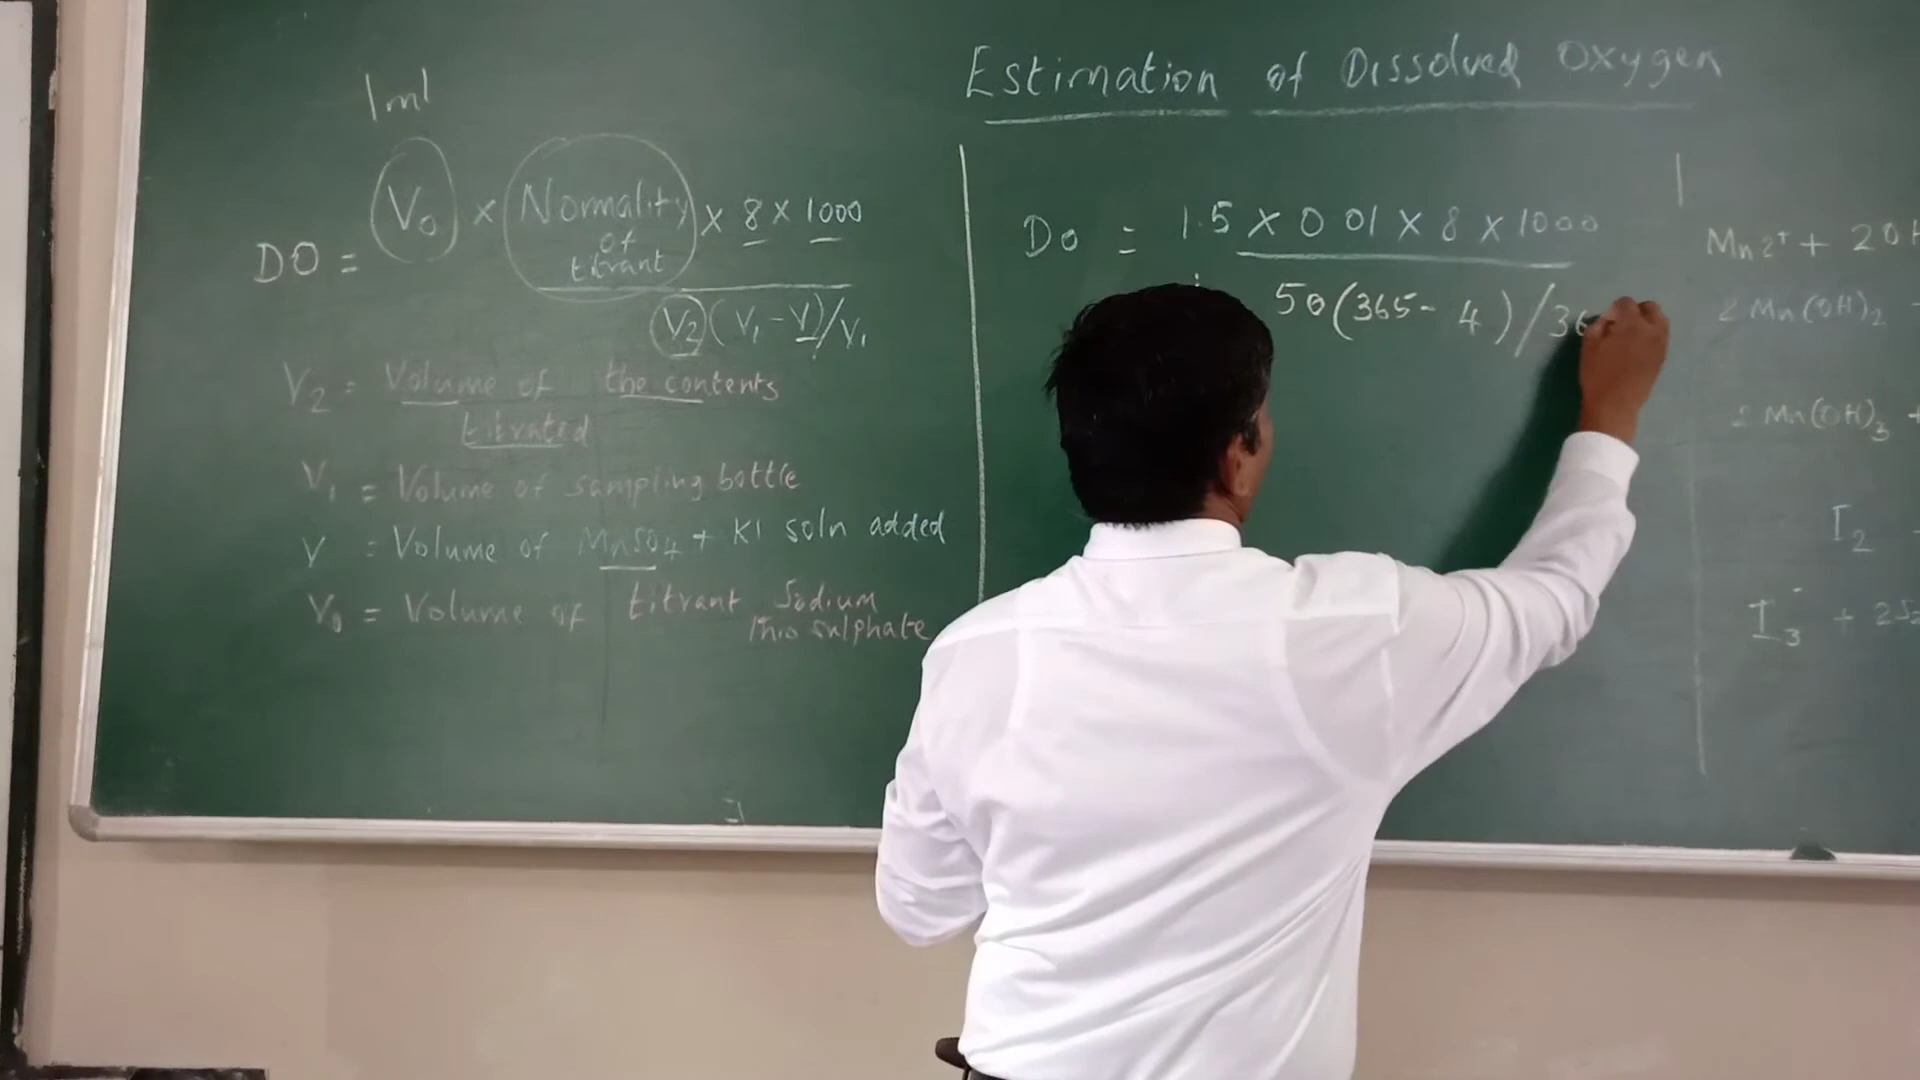 Estimation of Dissolved Oxygen
1ml
DO = V0 × Normality of titrant × 8 × 1000
V2 (V1 - V)/V1
V2 = Volume of the contents
titrated
V1 = Volume of sampling bottle
V = Volume of MnSO4 + KI soln added
V0 = Volume of titrant Sodium
Thiosulphate
DO = 1.5 × 0.01 × 8 × 1000
50(365 - 4)/36
Mn2+ + 2OH
2 Mn(OH)2
2 Mn(OH)3 +
I2
I3- + 2S2